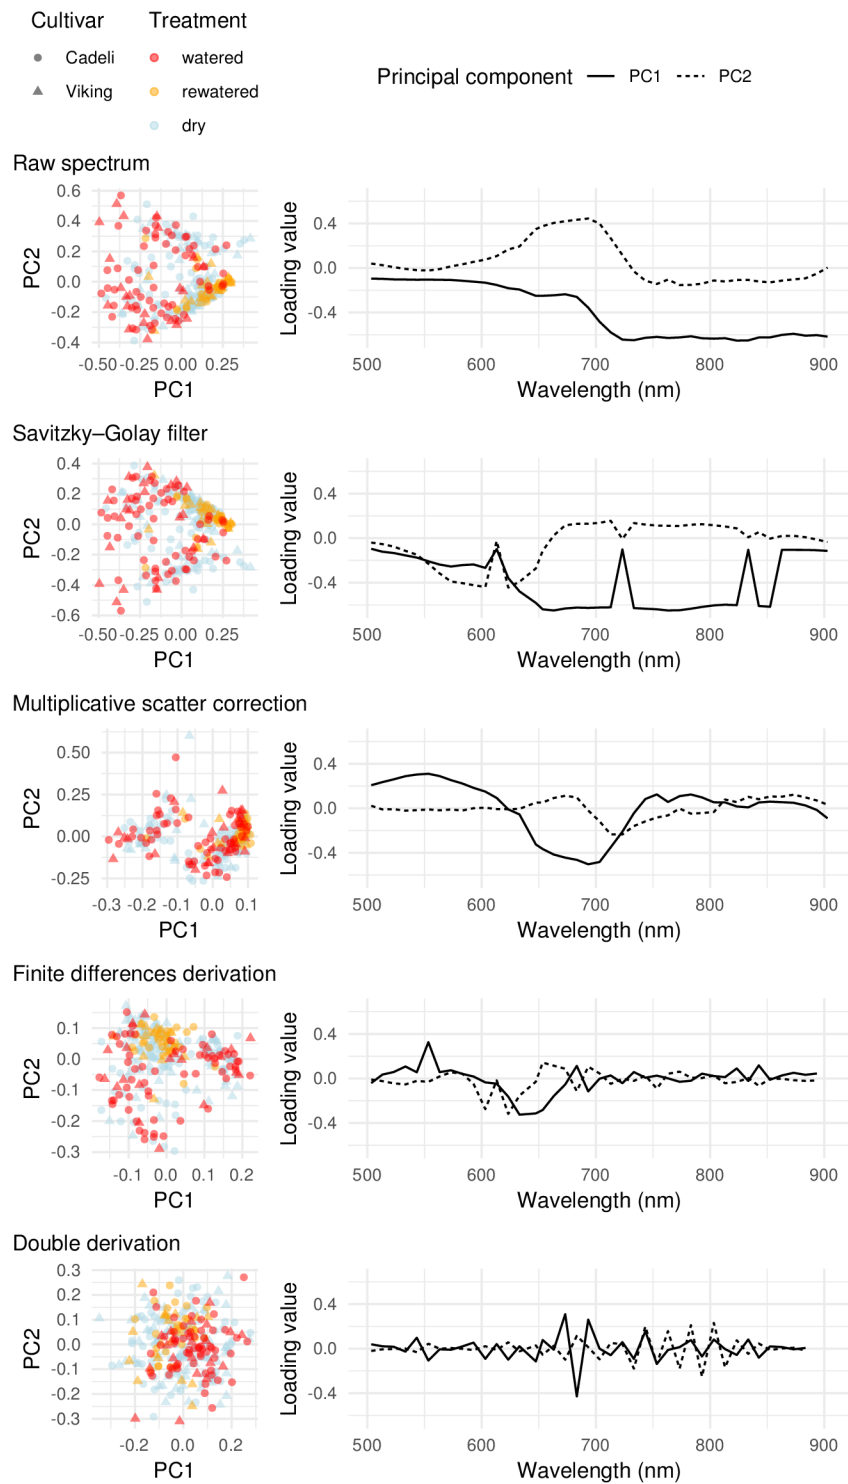 Cultivar Treatment
Cadeli watered
Viking rewatered
dry
Principal component PC1 PC2
Raw spectrum
0.6
0.4
0.2
0.0
-0.2
-0.4
PC2
-0.50 -0.25 0.00 0.25
PC1
Loading value
0.4
0.0
-0.4
500 600 700 800 900
Wavelength (nm)
Savitzky–Golay filter
0.4
0.2
0.0
-0.2
-0.4
-0.6
PC2
-0.50 -0.25 0.00 0.25
PC1
Loading value
0.4
0.0
-0.4
500 600 700 800 900
Wavelength (nm)
Multiplicative scatter correction
0.50
0.25
0.00
-0.25
PC2
-0.3 -0.2 -0.1 0.0 0.1
PC1
Loading value
0.4
0.0
-0.4
500 600 700 800 900
Wavelength (nm)
Finite differences derivation
0.1
0.0
-0.1
-0.2
-0.3
PC2
-0.1 0.0 0.1 0.2
PC1
Loading value
0.4
0.0
-0.4
500 600 700 800 900
Wavelength (nm)
Double derivation
0.3
0.2
0.1
0.0
-0.1
-0.2
-0.3
PC2
-0.2 0.0 0.2
PC1
Loading value
0.4
0.0
-0.4
500 600 700 800 900
Wavelength (nm)